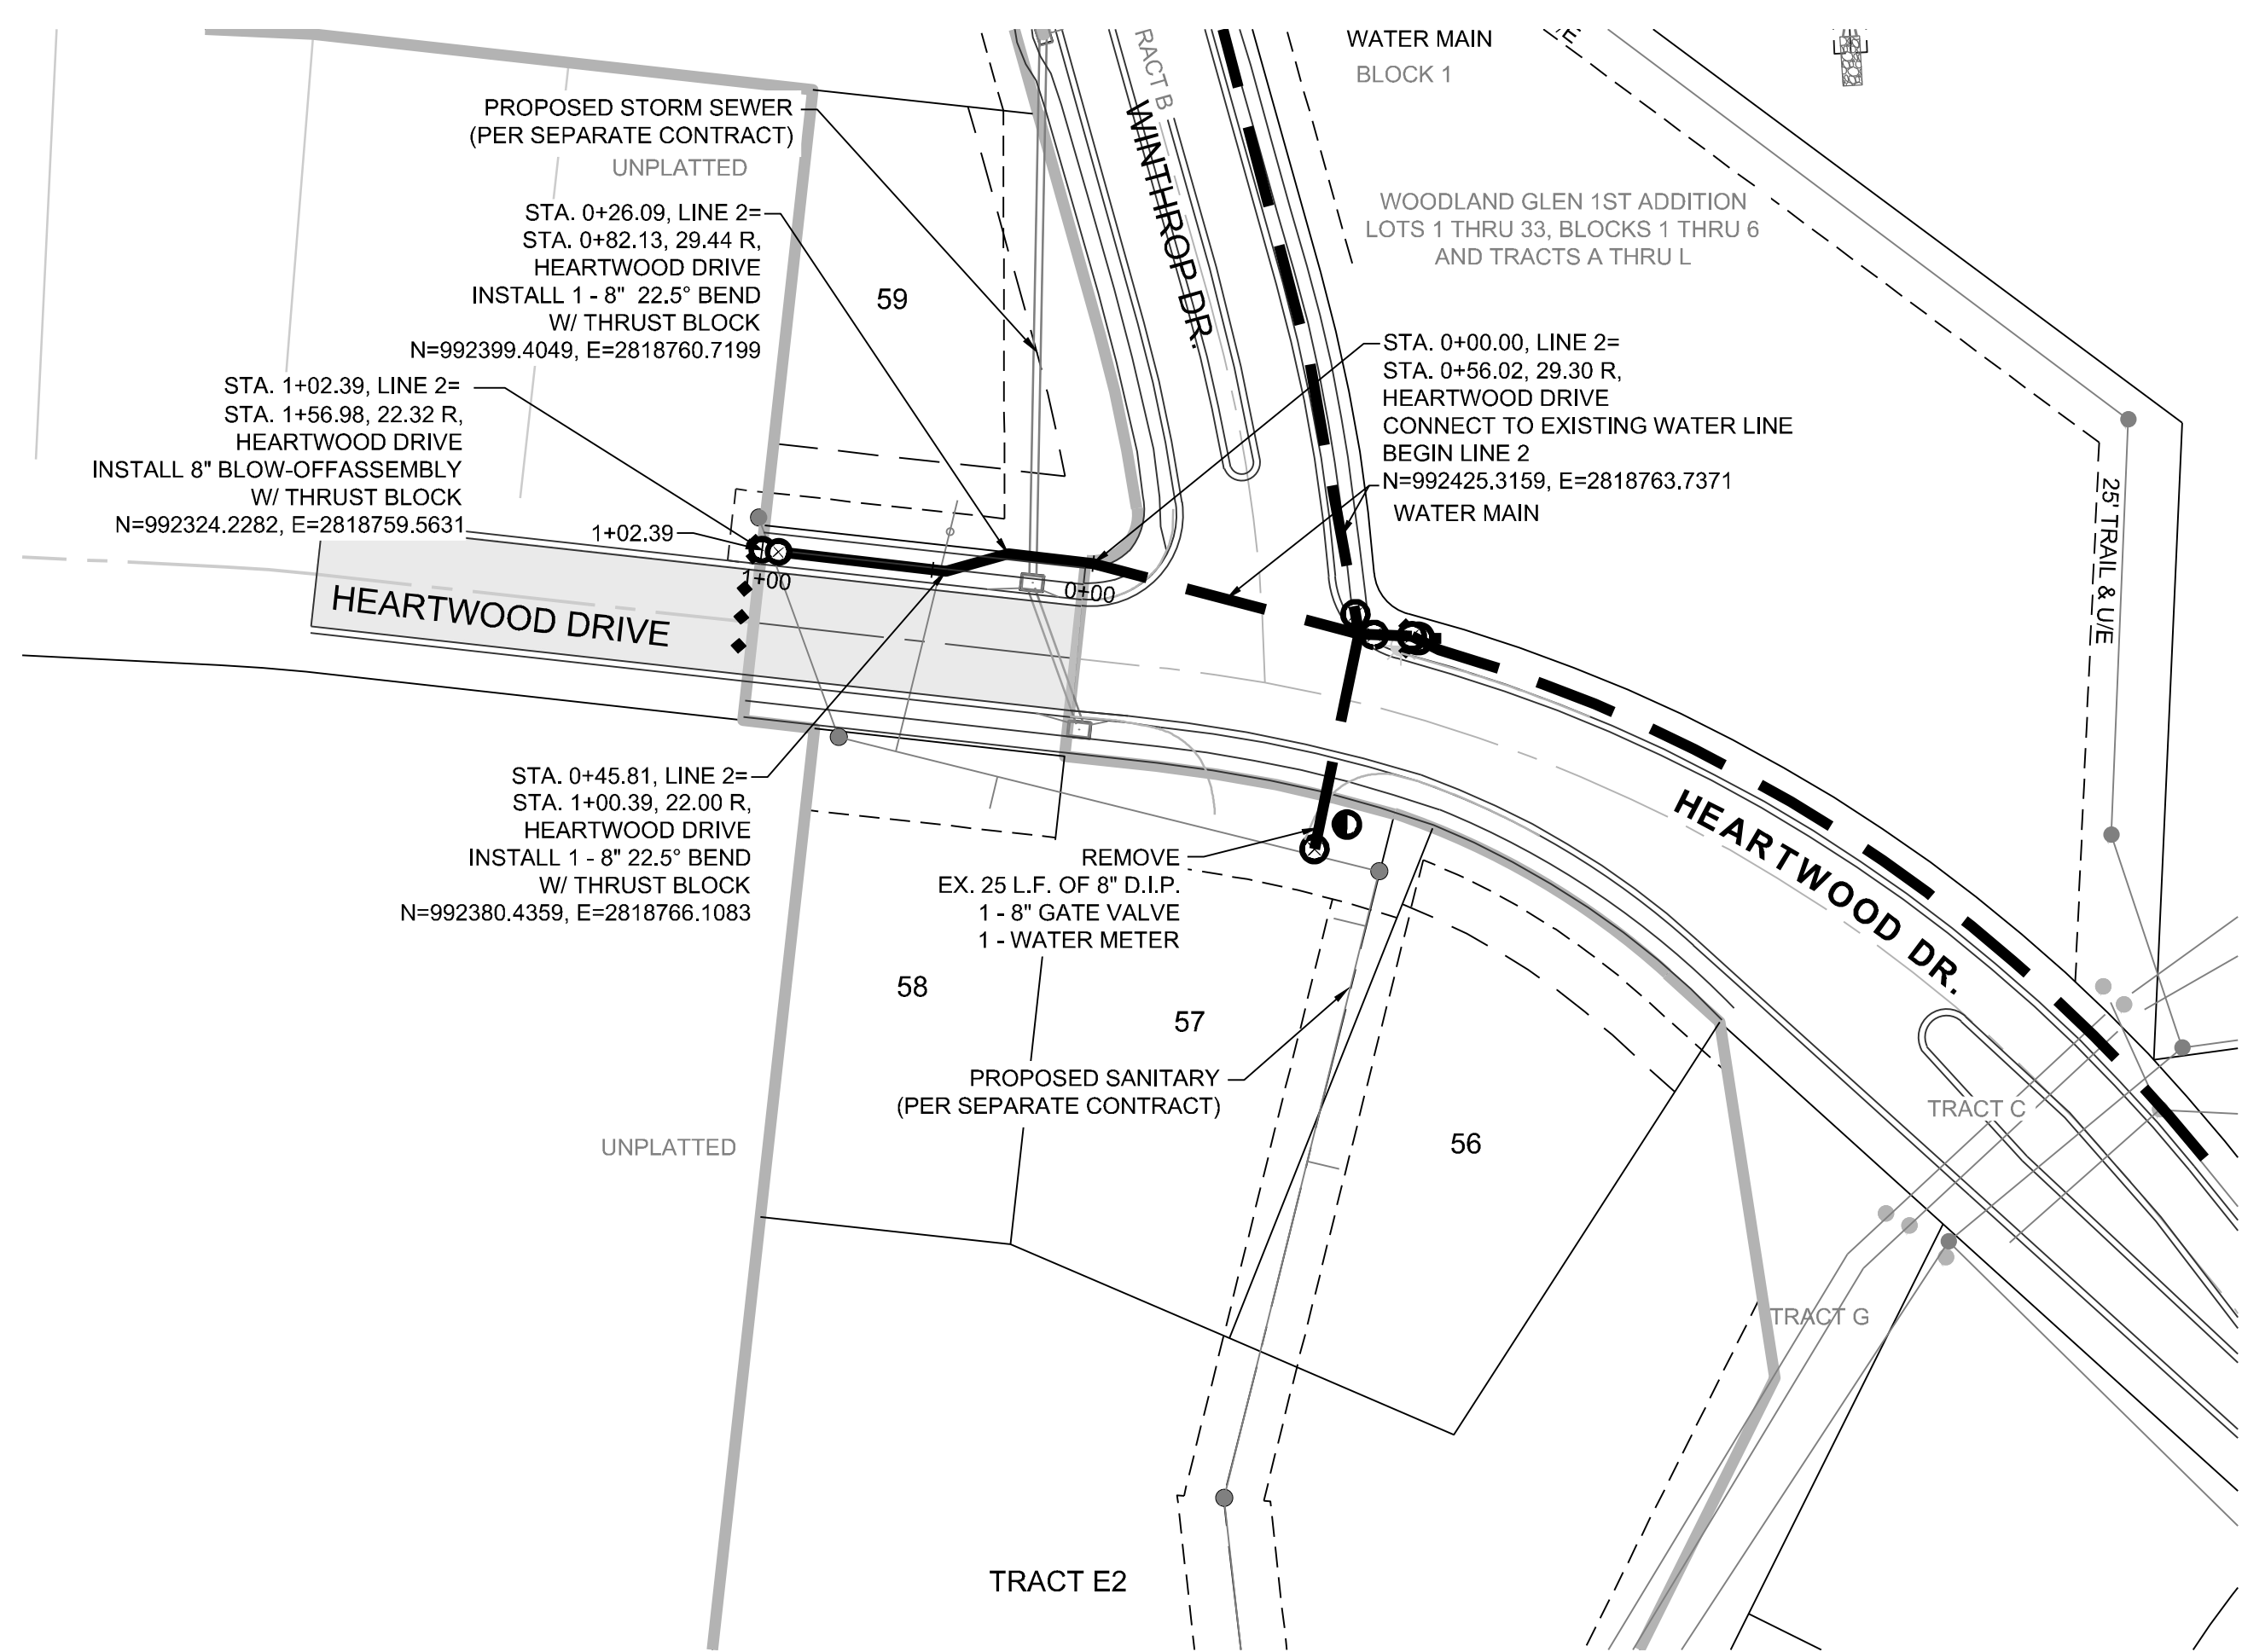 WATER MAIN
BLOCK 1
RACT B
WINTHROP DR.
PROPOSED STORM SEWER
(PER SEPARATE CONTRACT)
UNPLATTED
STA. 0+26.09, LINE 2=
STA. 0+82.13, 29.44 R,
HEARTWOOD DRIVE
INSTALL 1 - 8" 22.5° BEND
W/ THRUST BLOCK
N=992399.4049, E=2818760.7199
59
WOODLAND GLEN 1ST ADDITION
LOTS 1 THRU 33, BLOCKS 1 THRU 6
AND TRACTS A THRU L
STA. 0+00.00, LINE 2=
STA. 0+56.02, 29.30 R,
HEARTWOOD DRIVE
CONNECT TO EXISTING WATER LINE
BEGIN LINE 2
N=992425.3159, E=2818763.7371
WATER MAIN
STA. 1+02.39, LINE 2=
STA. 1+56.98, 22.32 R,
HEARTWOOD DRIVE
INSTALL 8" BLOW-OFFASSEMBLY
W/ THRUST BLOCK
N=992324.2282, E=2818759.5631
1+02.39
1+00
0+00
HEARTWOOD DRIVE
25' TRAIL & U/E
STA. 0+45.81, LINE 2=
STA. 1+00.39, 22.00 R,
HEARTWOOD DRIVE
INSTALL 1 - 8" 22.5° BEND
W/ THRUST BLOCK
N=992380.4359, E=2818766.1083
REMOVE
EX. 25 L.F. OF 8" D.I.P.
1 - 8" GATE VALVE
1 - WATER METER
HEARTWOOD DR.
58
57
PROPOSED SANITARY
(PER SEPARATE CONTRACT)
56
UNPLATTED
TRACT C
TRACT G
TRACT E2